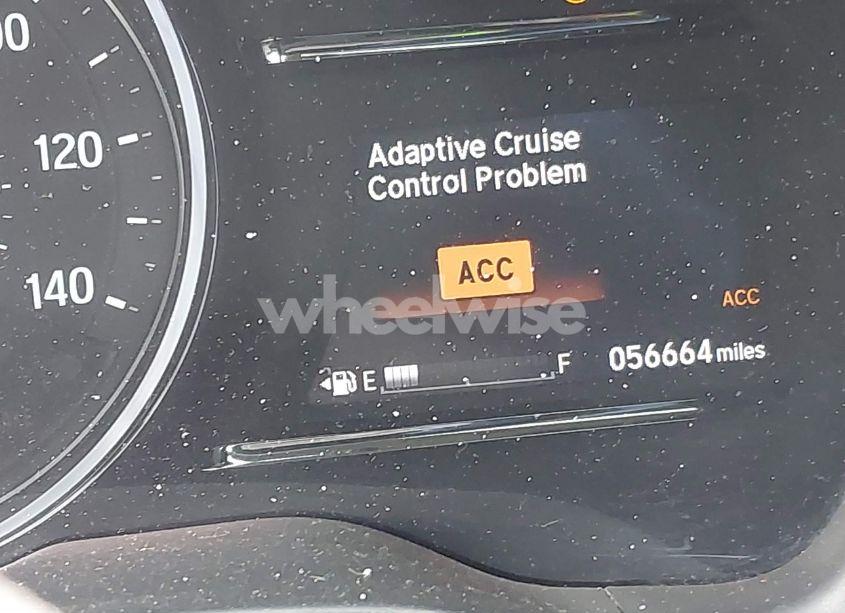 120
140
Adaptive Cruise
Control Problem
ACC
ACC
wheelwise
E
F
056664 miles